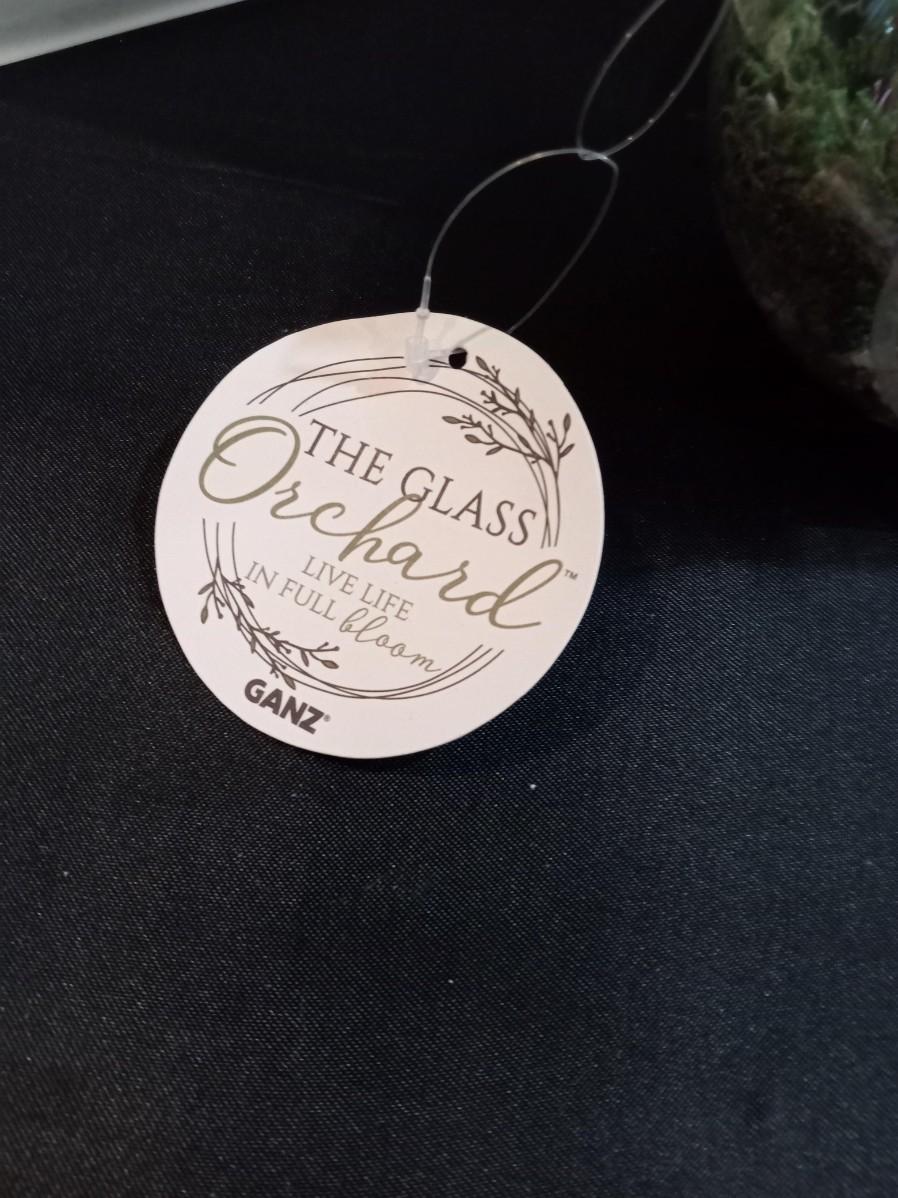 THE GLASS
Orchard™
LIVE LIFE
IN FULL bloom
GANZ®